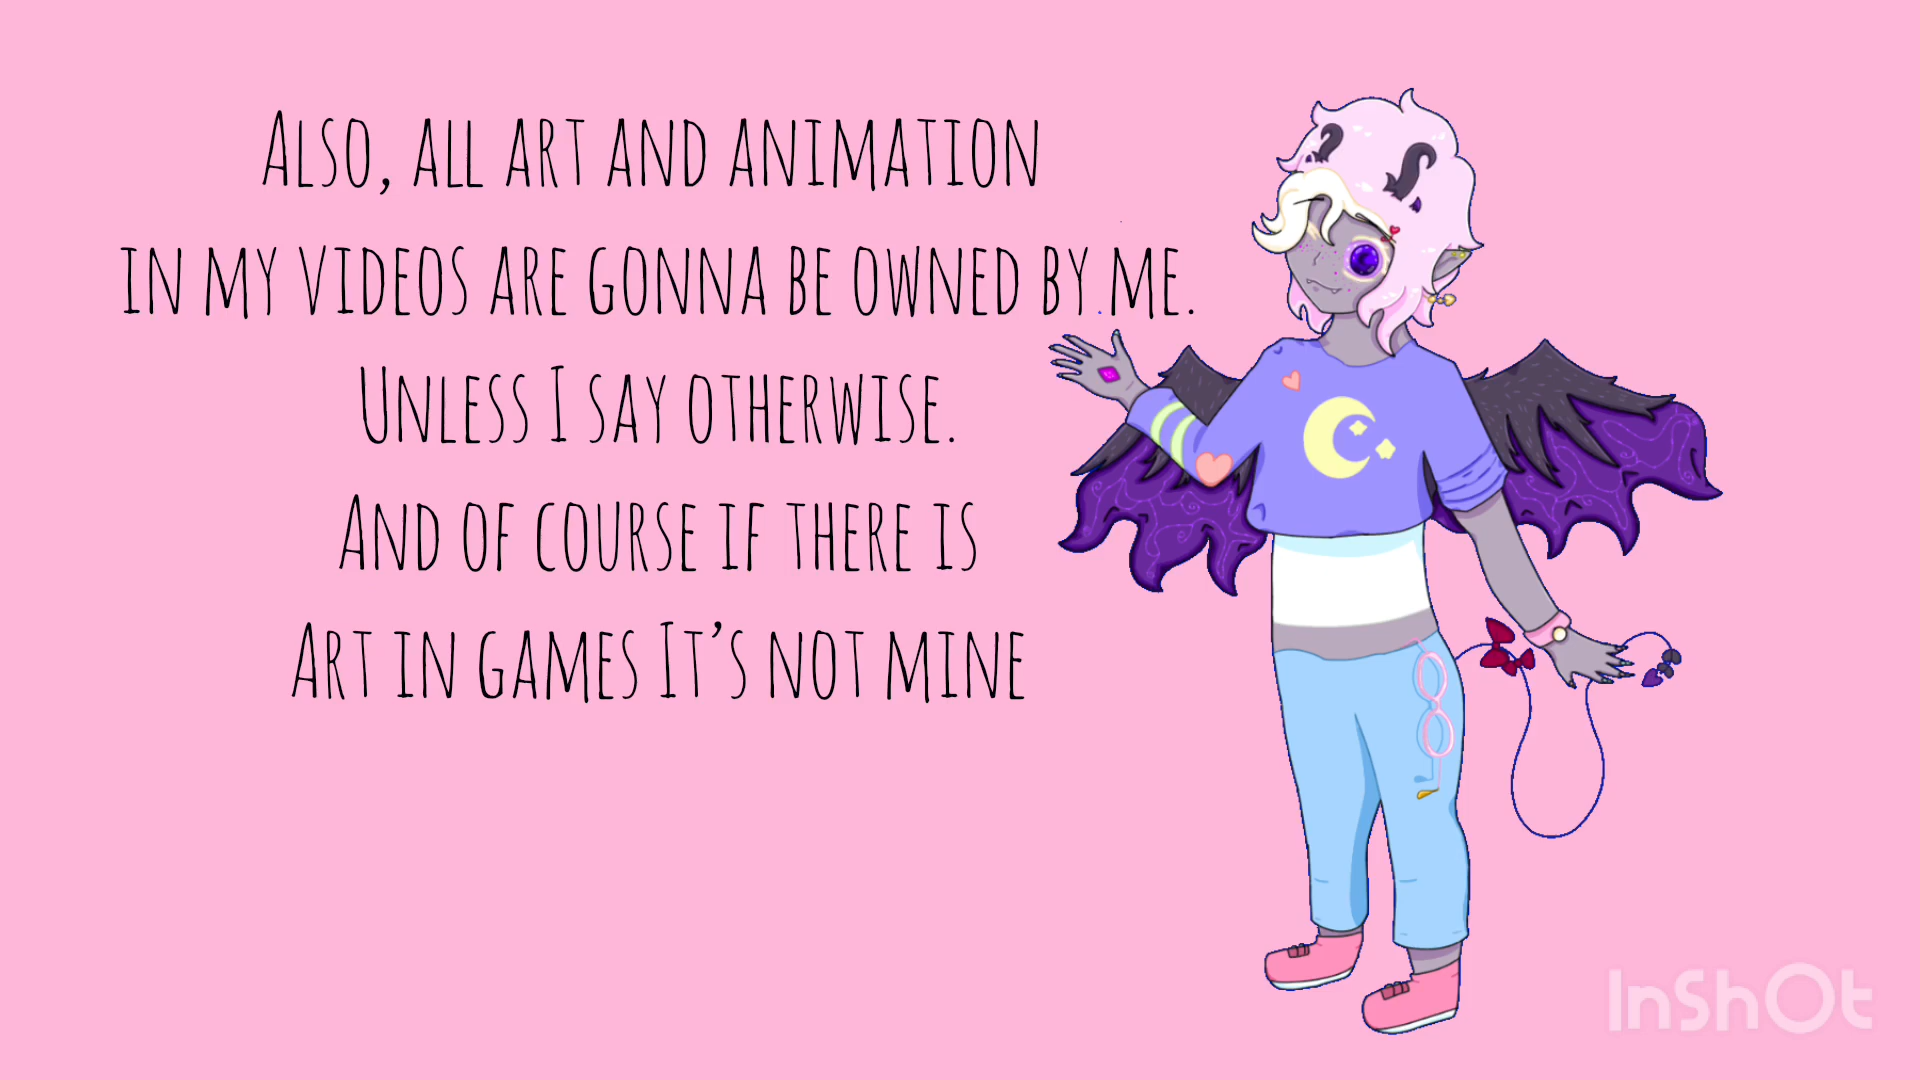 Also, all art and animation
in my videos are gonna be owned by me.
Unless I say otherwise.
And of course if there is
Art in games It's not mine
InShOt